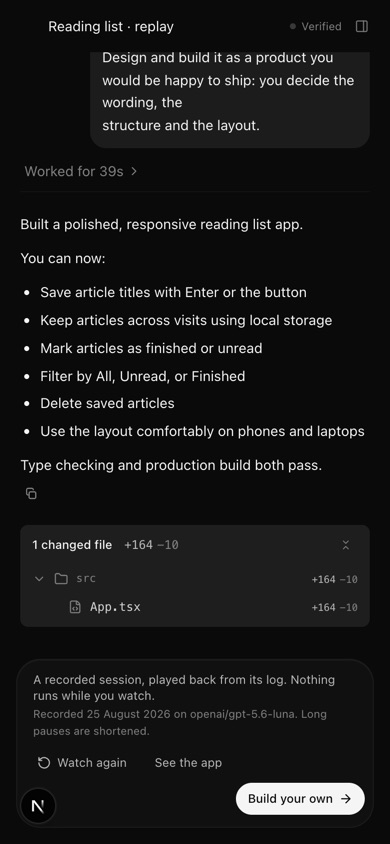 Reading list · replay
Verified
Design and build it as a product you
would be happy to ship: you decide the
wording, the
structure and the layout.
Worked for 39s
Built a polished, responsive reading list app.
You can now:
• Save article titles with Enter or the button
• Keep articles across visits using local storage
• Mark articles as finished or unread
• Filter by All, Unread, or Finished
• Delete saved articles
• Use the layout comfortably on phones and laptops
Type checking and production build both pass.
1 changed file +164 −10
src +164 −10
App.tsx +164 −10
A recorded session, played back from its log. Nothing
runs while you watch.
Recorded 25 August 2026 on openai/gpt-5.6-luna. Long
pauses are shortened.
Watch again See the app
N
Build your own →